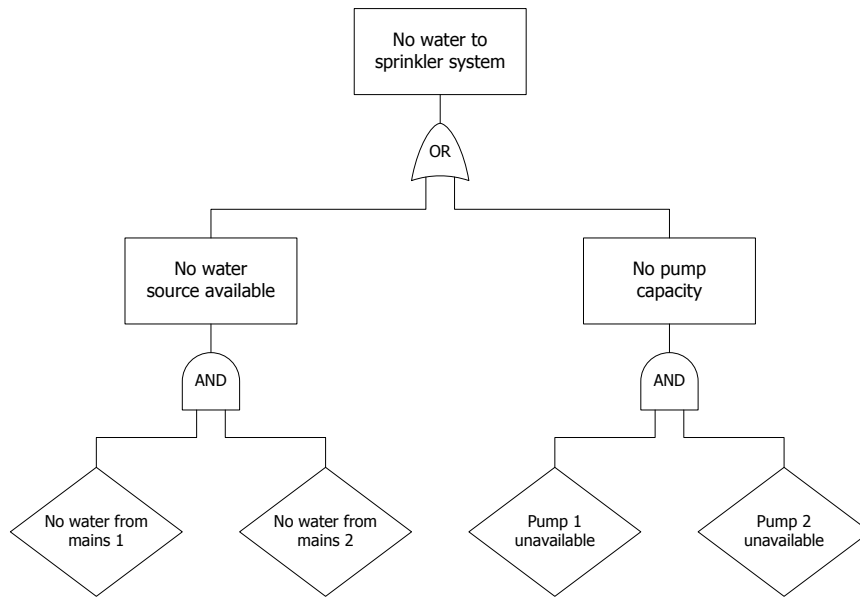 No water to
sprinkler system
OR
No water
source available
No pump
capacity
AND
AND
No water from
mains 1
No water from
mains 2
Pump 1
unavailable
Pump 2
unavailable